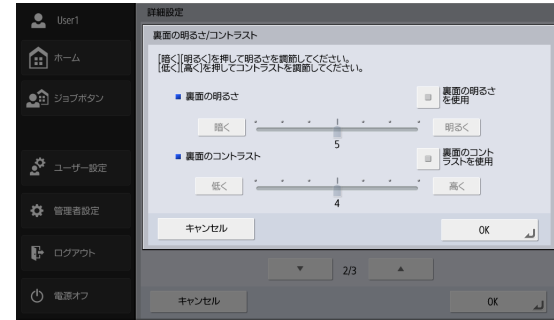 User1
ホーム
ジョブボタン
ユーザー設定
管理者設定
ログアウト
電源オフ
詳細設定
裏面の明るさ/コントラスト
[暗く][明るく]を押して明るさを調節してください。
[低く][高く]を押してコントラストを調節してください。
裏面の明るさ
裏面の明るさ
を使用
暗く
明るく
5
裏面のコントラスト
裏面のコント
ラストを使用
低く
高く
4
キャンセル
OK
2/3
キャンセル
OK